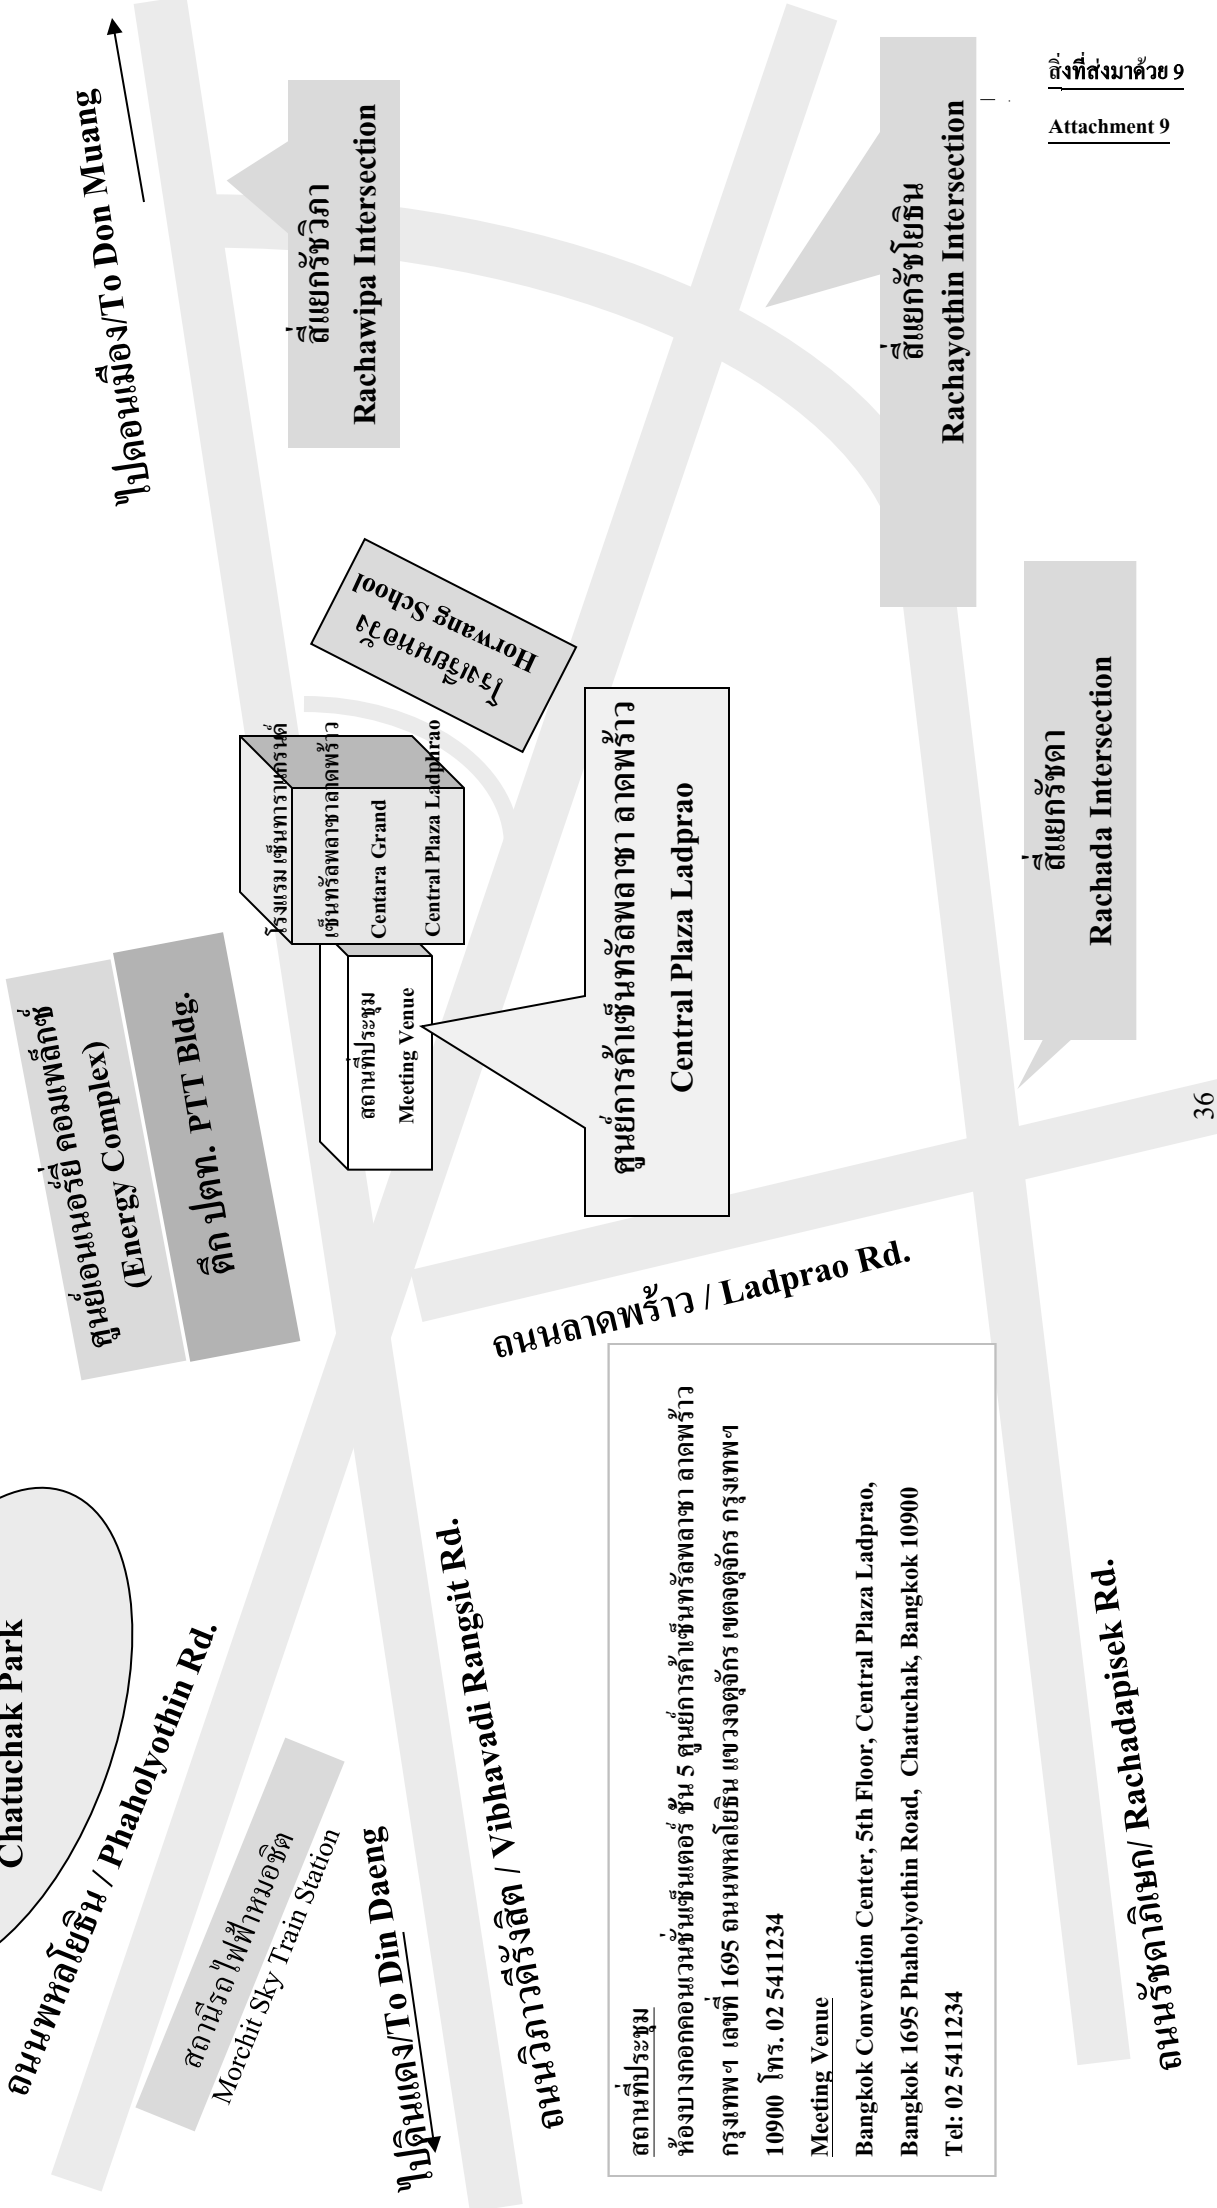 สิ่งที่ส่งมาด้วย 9
Attachment 9
ไปดอนเมือง/To Don Muang
สี่แยกรัชวิภา
Rachawipa Intersection
สี่แยกรัชโยธิน
Rachayothin Intersection
โรงเรียนหอวัง
Horwang School
โรงแรม เซ็นทาราแกรนด์
เซ็นทรัลพลาซาลาดพร้าว
Centara Grand
Central Plaza Ladphrao
สถานที่ประชุม
Meeting Venue
ศูนย์การค้าเซ็นทรัลพลาซา ลาดพร้าว
Central Plaza Ladprao
สี่แยกรัชดา
Rachada Intersection
ศูนย์เอนเนอร์ยี่ คอมเพล็กซ์
(Energy Complex)
ตึก ปตท. PTT Bldg.
ถนนลาดพร้าว / Ladprao Rd.
Chatuchak Park
ถนนพหลโยธิน / Phaholyothin Rd.
สถานีรถไฟฟ้าหมอชิต
Morchit Sky Train Station
ไปดินแดง/To Din Daeng
ถนนวิภาวดีรังสิต / Vibhavadi Rangsit Rd.
สถานที่ประชุม
ห้องบางกอกคอนเวนชั่นเซ็นเตอร์ ชั้น 5 ศูนย์การค้าเซ็นทรัลพลาซา ลาดพร้าว
กรุงเทพฯ เลขที่ 1695 ถนนพหลโยธิน แขวงจตุจักร เขตจตุจักร กรุงเทพฯ
10900 โทร. 02 5411234
Meeting Venue
Bangkok Convention Center, 5th Floor, Central Plaza Ladprao,
Bangkok 1695 Phaholyothin Road, Chatuchak, Bangkok 10900
Tel: 02 5411234
ถนนรัชดาภิเษก/ Rachadapisek Rd.
36